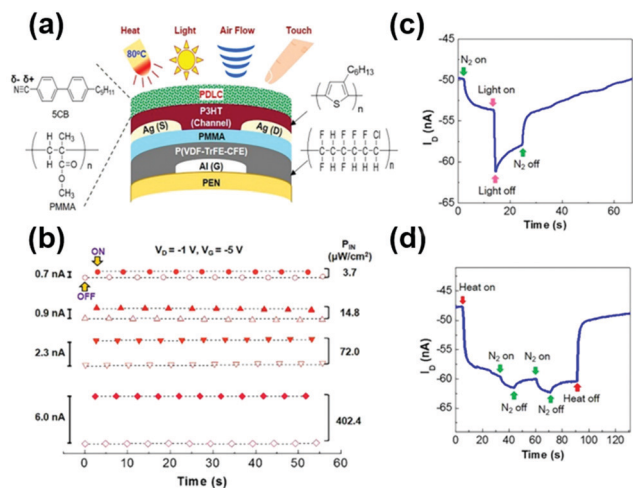 (a)
Heat
Light
Air Flow
Touch
80°C
δ- δ+
N≡C
C5H11
5CB
PDLC
P3HT
(Channel)
Ag (S)
Ag (D)
PMMA
P(VDF-TrFE-CFE)
Al (G)
PEN
H CH3
C C
H C=O
O
CH3
n
PMMA
C6H13
S
n
H F F F F Cl
C C C C C C
F H F H F F
n
(b)
ON
OFF
VD = -1 V, VG = -5 V
PIN
(μW/cm2)
0.7 nA
3.7
0.9 nA
14.8
2.3 nA
72.0
6.0 nA
402.4
0 10 20 30 40 50 60
Time (s)
(c)
ID (nA)
-45
-50
-55
-60
-65
N2 on
Light on
Light off
N2 off
0 20 40 60
Time (s)
(d)
ID (nA)
-45
-50
-55
-60
-65
Heat on
N2 on
N2 on
N2 off
N2 off
Heat off
0 20 40 60 80 100 120
Time (s)